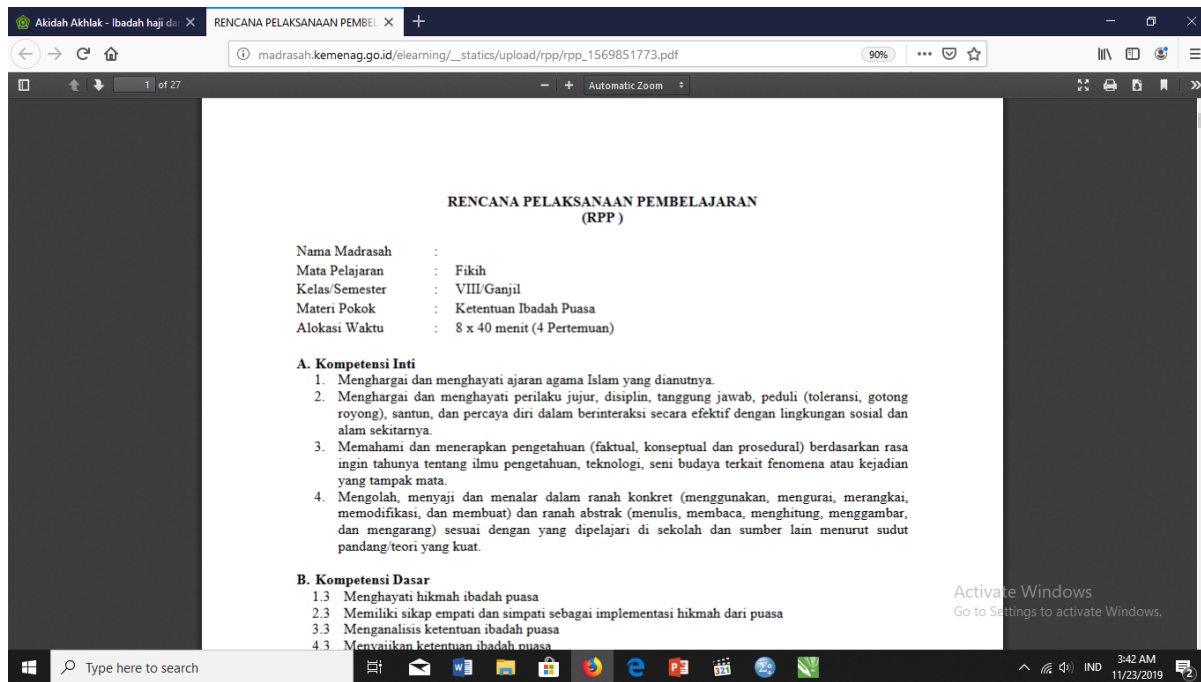 Akidah Akhlak - Ibadah haji da
RENCANA PELAKSANAAN PEMBEL
madrasah.kemenag.go.id/elearning/__statics/upload/rpp/rpp_1569851773.pdf
90%
1 of 27
Automatic Zoom
RENCANA PELAKSANAAN PEMBELAJARAN
(RPP )
Nama Madrasah :
Mata Pelajaran : Fikih
Kelas/Semester : VIII/Ganjil
Materi Pokok : Ketentuan Ibadah Puasa
Alokasi Waktu : 8 x 40 menit (4 Pertemuan)
A. Kompetensi Inti
1. Menghargai dan menghayati ajaran agama Islam yang dianutnya.
2. Menghargai dan menghayati perilaku jujur, disiplin, tanggung jawab, peduli (toleransi, gotong
royong), santun, dan percaya diri dalam berinteraksi secara efektif dengan lingkungan sosial dan
alam sekitarnya.
3. Memahami dan menerapkan pengetahuan (faktual, konseptual dan prosedural) berdasarkan rasa
ingin tahunya tentang ilmu pengetahuan, teknologi, seni budaya terkait fenomena atau kejadian
yang tampak mata.
4. Mengolah, menyaji dan menalar dalam ranah konkret (menggunakan, mengurai, merangkai,
memodifikasi, dan membuat) dan ranah abstrak (menulis, membaca, menghitung, menggambar,
dan mengarang) sesuai dengan yang dipelajari di sekolah dan sumber lain menurut sudut
pandang/teori yang kuat.
B. Kompetensi Dasar
1.3 Menghayati hikmah ibadah puasa
2.3 Memiliki sikap empati dan simpati sebagai implementasi hikmah dari puasa
3.3 Menganalisis ketentuan ibadah puasa
4.3 Menyajikan ketentuan ibadah puasa
Activate Windows
Go to Settings to activate Windows.
Type here to search
IND
3:42 AM
11/23/2019
2